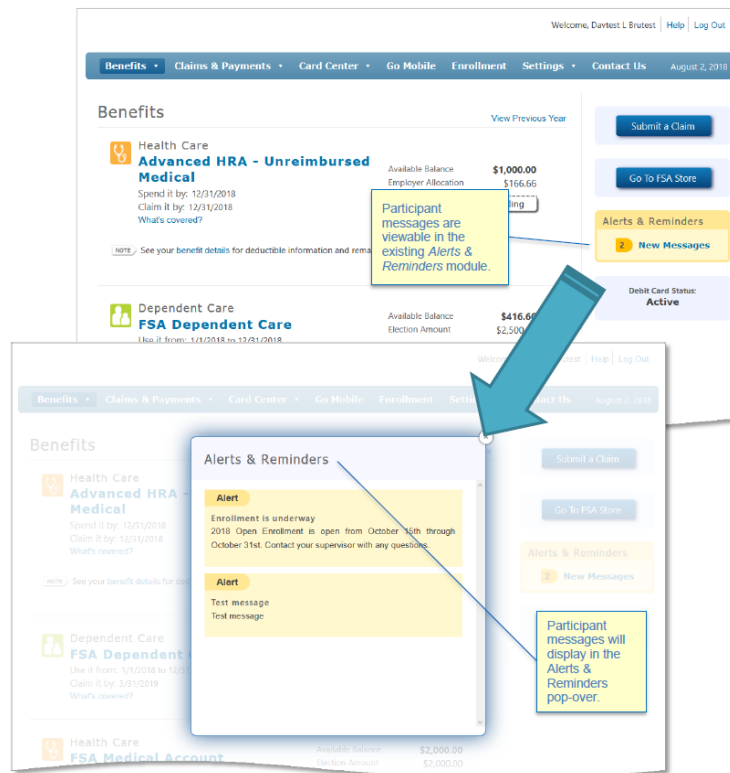 Welcome, Davtest L Brutest Help Log Out
Benefits Claims & Payments Card Center Go Mobile Enrollment Settings Contact Us August 2, 2018
Benefits
View Previous Year
Health Care
Advanced HRA - Unreimbursed
Medical
Spend it by: 12/31/2018
Claim it by: 12/31/2018
What's covered?
Available Balance $1,000.00
Employer Allocation $166.66
NOTE See your benefit details for deductible information and
Participant
messages are
viewable in the
existing Alerts &
Reminders module.
Submit a Claim
Go To FSA Store
Alerts & Reminders
2 New Messages
Debit Card Status:
Active
Dependent Care
FSA Dependent Care
Use it from: 1/1/2018 to 12/31/2018
Available Balance $416.66
Election Amount
Help Log Out
Benefits Claims & Payments Card Center Go Mobile Enrollment August 2, 2018
Benefits
Health Care
Advanced HRA -
Medical
Spend it by: 12/31/2018
Claim it by: 12/31/2018
What's covered?
NOTE See your benefit details for
Dependent Care
FSA Dependent
Use it from: 1/1/2018 to
Claim it by: 3/31/2019
What's covered?
Health Care
FSA Medical Account
Available Balance $2,000.00
Election Amount $2,000.00
Submit a Claim
Go To FSA Store
Alerts & Reminders
2 New Messages
Alerts & Reminders
Alert
Enrollment is underway
2018 Open Enrollment is open from October 15th through
October 31st. Contact your supervisor with any questions.
Alert
Test message
Test message
Participant
messages will
display in the
Alerts &
Reminders
pop-over.